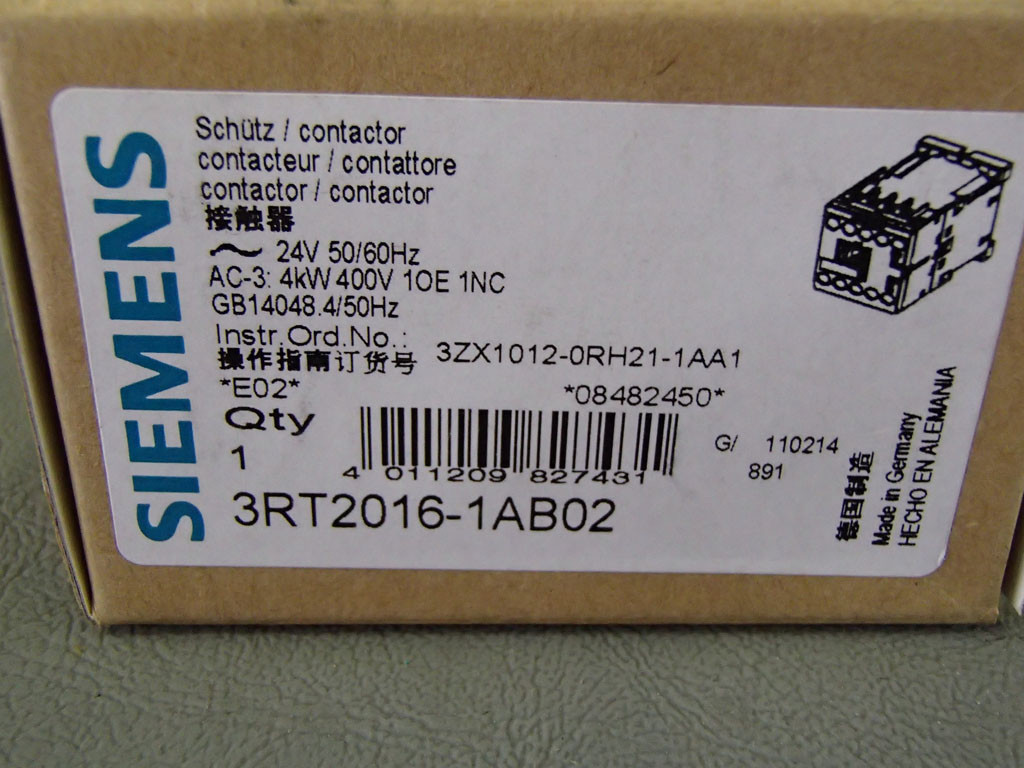 SIEMENS
Schütz / contactor
contacteur / contattore
contactor / contactor
接触器
~ 24V 50/60Hz
AC-3: 4kW 400V 1OE 1NC
GB14048.4/50Hz
Instr.Ord.No.:
操作指南订货号 3ZX1012-0RH21-1AA1
*E02* *08482450*
Qty
1
4 011209 827431
G/ 110214
891
3RT2016-1AB02
德国制造
Made in Germany
HECHO EN ALEMANIA